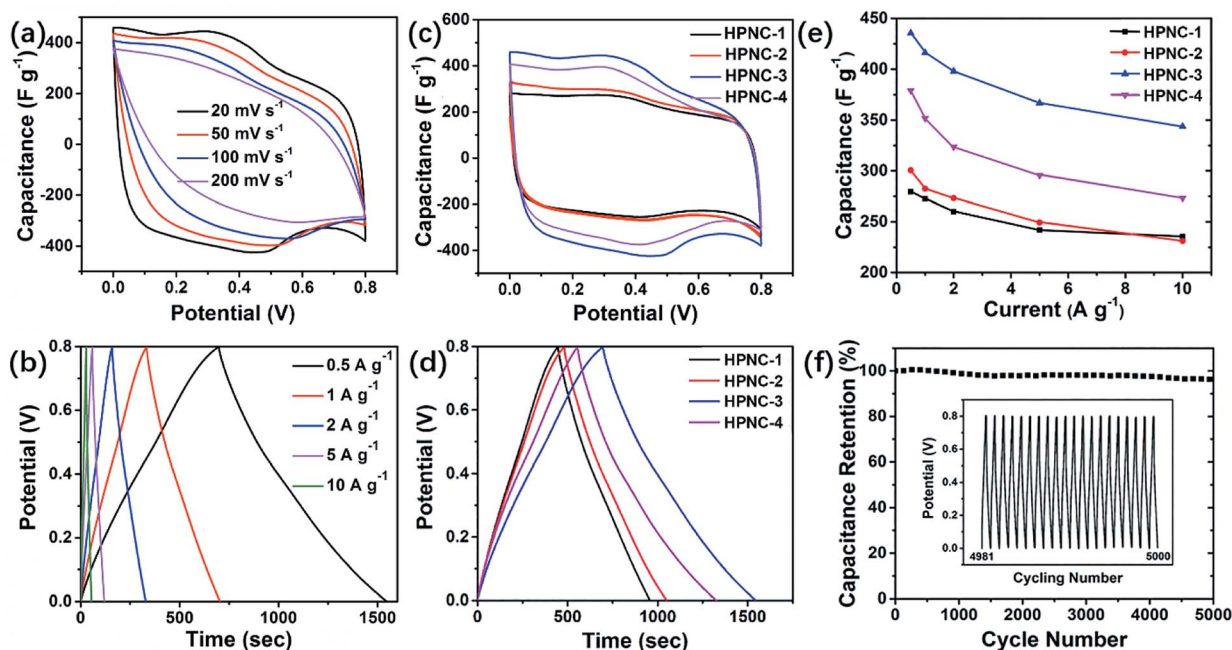 (a)
400
200
0
-200
-400
Capacitance (F g⁻¹)
20 mV s⁻¹
50 mV s⁻¹
100 mV s⁻¹
200 mV s⁻¹
0.0 0.2 0.4 0.6 0.8
Potential (V)
(c)
600
400
200
0
-200
-400
Capacitance (F g⁻¹)
HPNC-1
HPNC-2
HPNC-3
HPNC-4
0.0 0.2 0.4 0.6 0.8
Potential (V)
(e)
450
425
400
375
350
325
300
275
250
225
200
Capacitance (F g⁻¹)
HPNC-1
HPNC-2
HPNC-3
HPNC-4
0 2 4 6 8 10
Current (A g⁻¹)
(b)
0.8
0.6
0.4
0.2
0.0
Potential (V)
0.5 A g⁻¹
1 A g⁻¹
2 A g⁻¹
5 A g⁻¹
10 A g⁻¹
0 500 1000 1500
Time (sec)
(d)
0.8
0.6
0.4
0.2
0.0
Potential (V)
HPNC-1
HPNC-2
HPNC-3
HPNC-4
0 500 1000 1500
Time (sec)
(f)
120
100
80
60
40
20
0
Capacitance Retention (%)
0.8
0.6
0.4
0.2
0.0
Potential (V)
4981 5000
Cycling Number
0 1000 2000 3000 4000 5000
Cycle Number